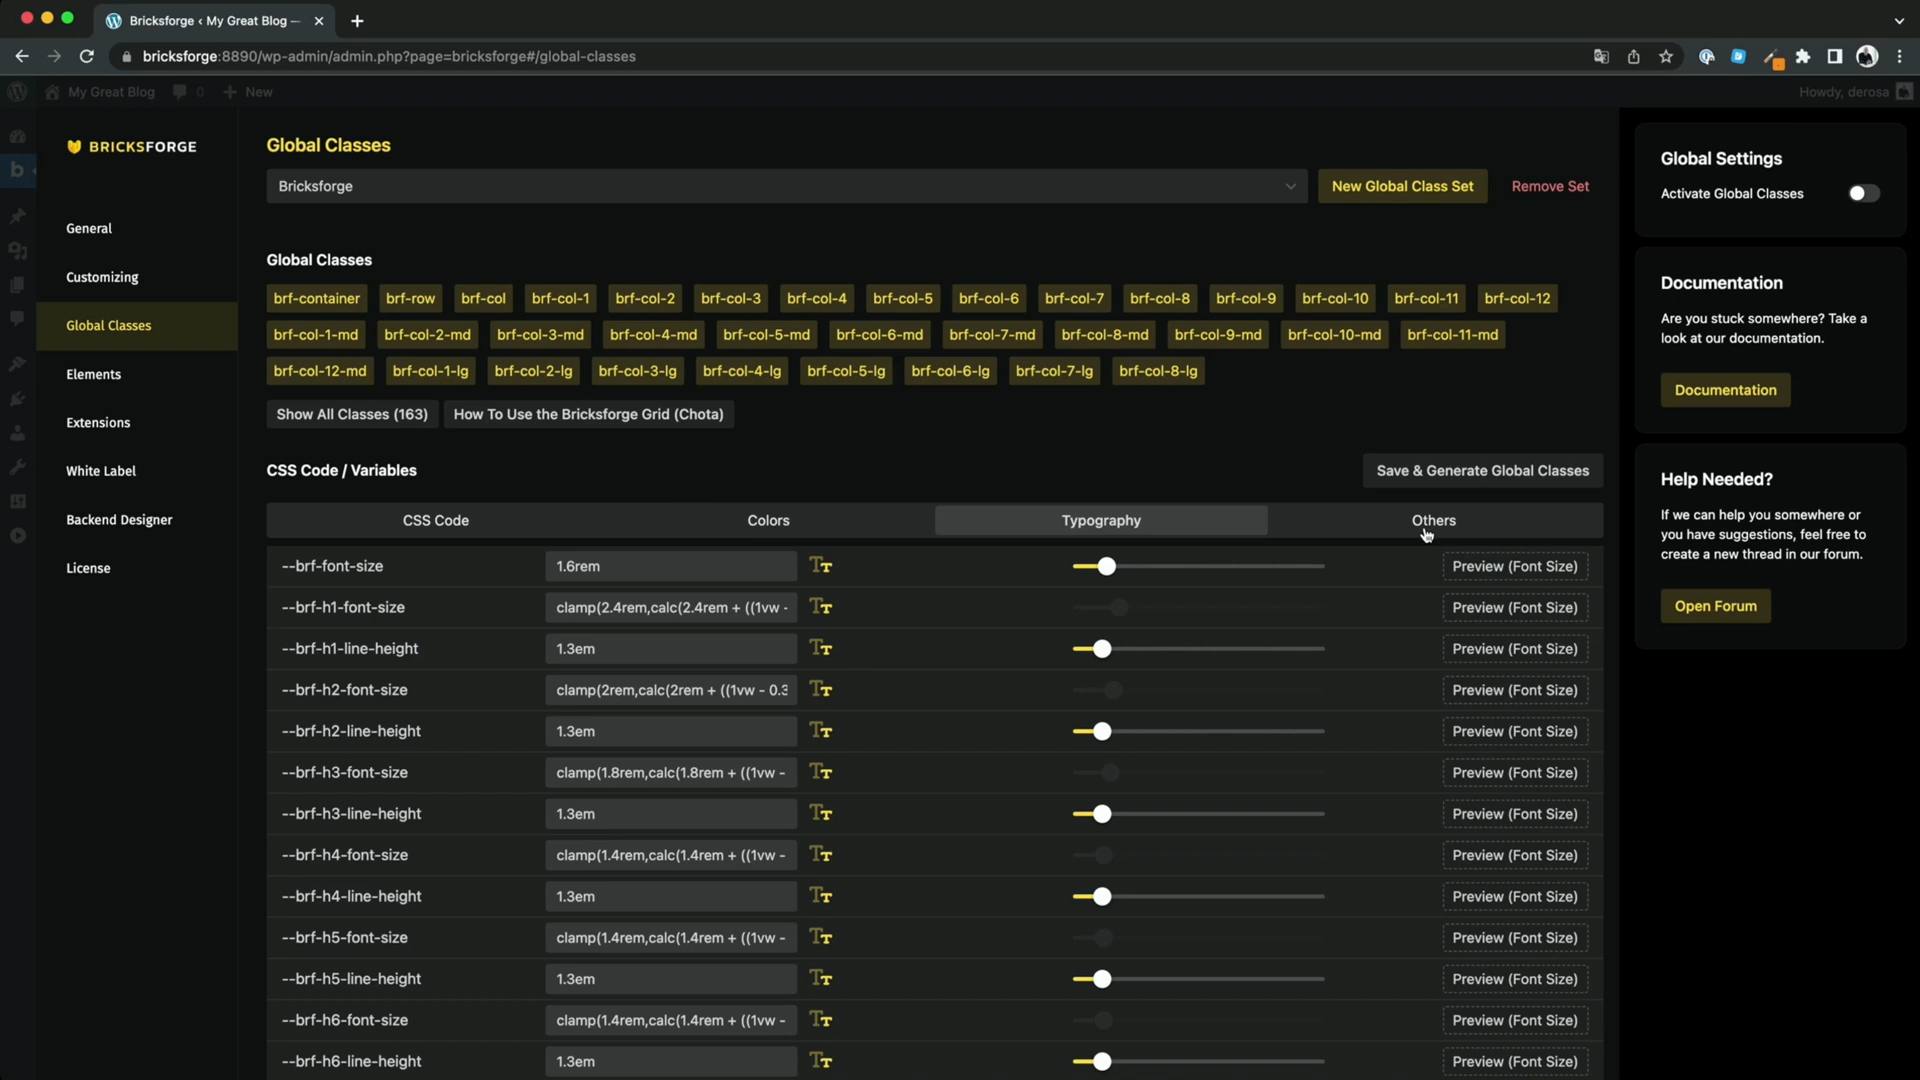 Bricksforge ‹ My Great Blog —
bricksforge:8890/wp-admin/admin.php?page=bricksforge#/global-classes
My Great Blog 0 New Howdy, derosa
BRICKSFORGE
General
Customizing
Global Classes
Elements
Extensions
White Label
Backend Designer
License
Global Classes
Bricksforge New Global Class Set Remove Set
Global Classes
brf-container brf-row brf-col brf-col-1 brf-col-2 brf-col-3 brf-col-4 brf-col-5 brf-col-6 brf-col-7 brf-col-8 brf-col-9 brf-col-10 brf-col-11 brf-col-12
brf-col-1-md brf-col-2-md brf-col-3-md brf-col-4-md brf-col-5-md brf-col-6-md brf-col-7-md brf-col-8-md brf-col-9-md brf-col-10-md brf-col-11-md
brf-col-12-md brf-col-1-lg brf-col-2-lg brf-col-3-lg brf-col-4-lg brf-col-5-lg brf-col-6-lg brf-col-7-lg brf-col-8-lg
Show All Classes (163) How To Use the Bricksforge Grid (Chota)
CSS Code / Variables Save & Generate Global Classes
CSS Code Colors Typography Others
--brf-font-size 1.6rem Preview (Font Size)
--brf-h1-font-size clamp(2.4rem,calc(2.4rem + ((1vw - Preview (Font Size)
--brf-h1-line-height 1.3em Preview (Font Size)
--brf-h2-font-size clamp(2rem,calc(2rem + ((1vw - 0.3 Preview (Font Size)
--brf-h2-line-height 1.3em Preview (Font Size)
--brf-h3-font-size clamp(1.8rem,calc(1.8rem + ((1vw - Preview (Font Size)
--brf-h3-line-height 1.3em Preview (Font Size)
--brf-h4-font-size clamp(1.4rem,calc(1.4rem + ((1vw - Preview (Font Size)
--brf-h4-line-height 1.3em Preview (Font Size)
--brf-h5-font-size clamp(1.4rem,calc(1.4rem + ((1vw - Preview (Font Size)
--brf-h5-line-height 1.3em Preview (Font Size)
--brf-h6-font-size clamp(1.4rem,calc(1.4rem + ((1vw - Preview (Font Size)
--brf-h6-line-height 1.3em Preview (Font Size)
Global Settings
Activate Global Classes
Documentation
Are you stuck somewhere? Take a
look at our documentation.
Documentation
Help Needed?
If we can help you somewhere or
you have suggestions, feel free to
create a new thread in our forum.
Open Forum